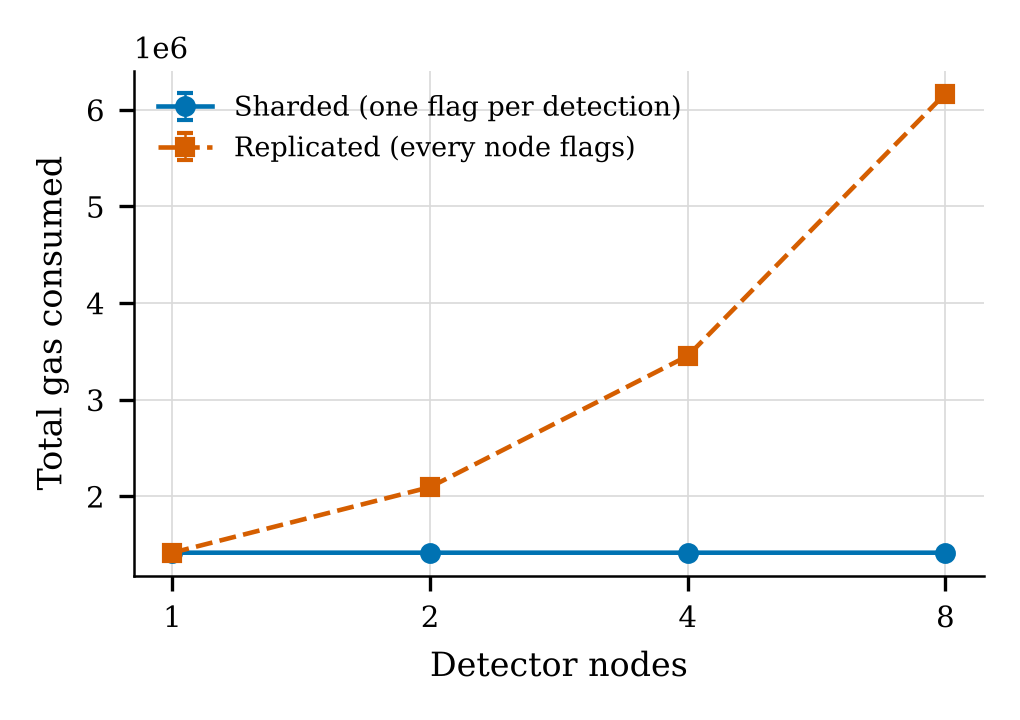 1e6
Sharded (one flag per detection)
Replicated (every node flags)
6
5
4
3
2
Total gas consumed
1 2 4 8
Detector nodes